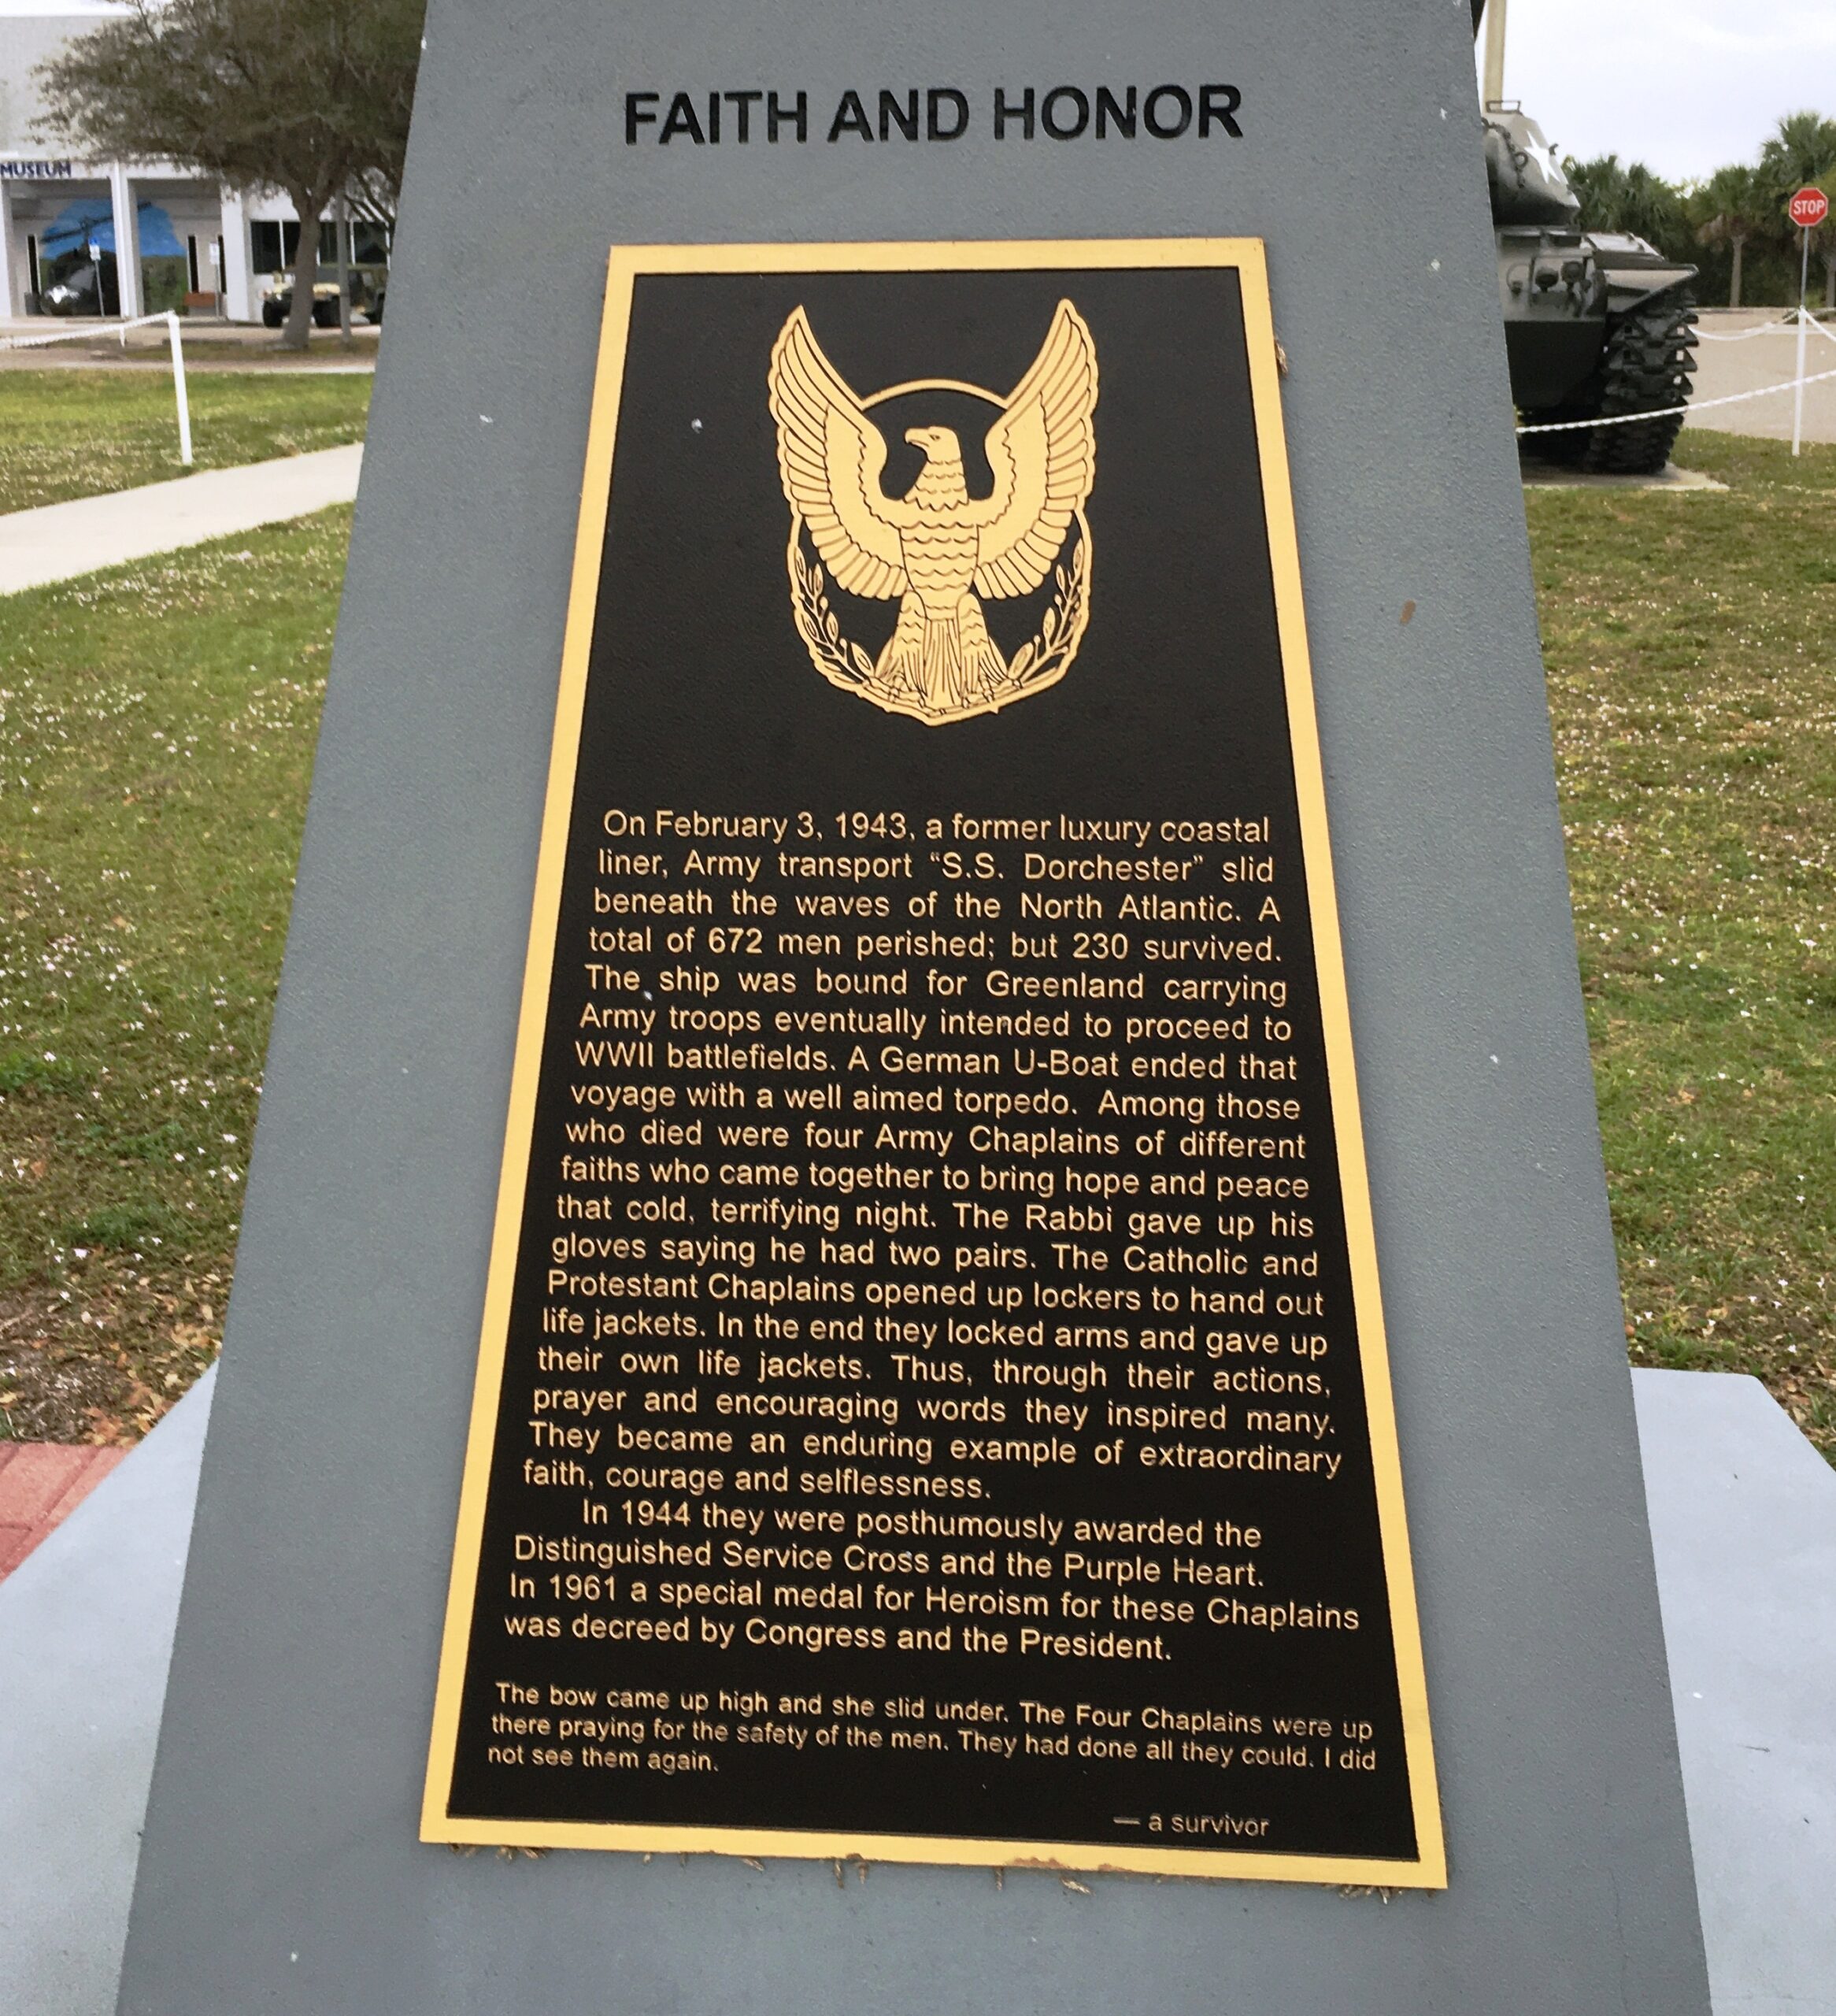 FAITH AND HONOR
MUSEUM
STOP
On February 3, 1943, a former luxury coastal
liner, Army transport “S.S. Dorchester” slid
beneath the waves of the North Atlantic. A
total of 672 men perished; but 230 survived.
The ship was bound for Greenland carrying
Army troops eventually intended to proceed to
WWII battlefields. A German U-Boat ended that
voyage with a well aimed torpedo. Among those
who died were four Army Chaplains of different
faiths who came together to bring hope and peace
that cold, terrifying night. The Rabbi gave up his
gloves saying he had two pairs. The Catholic and
Protestant Chaplains opened up lockers to hand out
life jackets. In the end they locked arms and gave up
their own life jackets. Thus, through their actions,
prayer and encouraging words they inspired many.
They became an enduring example of extraordinary
faith, courage and selflessness.
In 1944 they were posthumously awarded the
Distinguished Service Cross and the Purple Heart.
In 1961 a special medal for Heroism for these Chaplains
was decreed by Congress and the President.
The bow came up high and she slid under. The Four Chaplains were up
there praying for the safety of the men. They had done all they could. I did
not see them again.
— a survivor